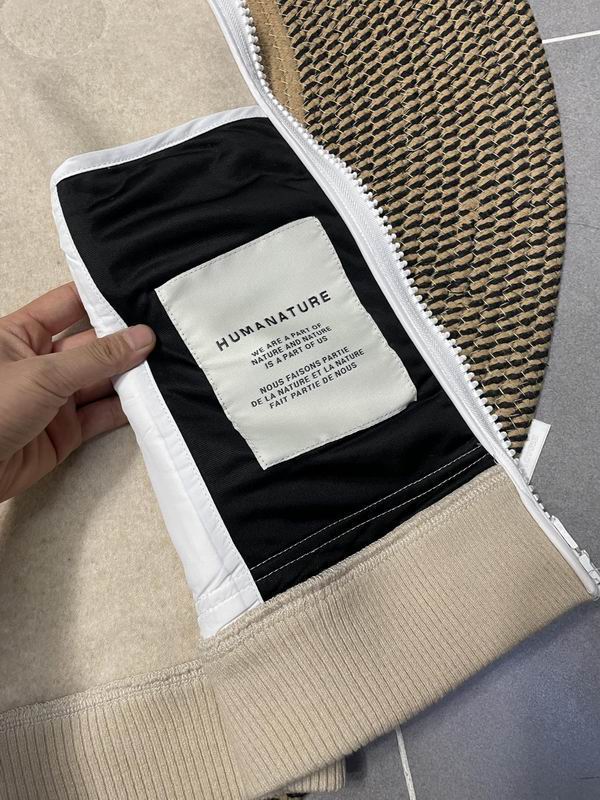 HUMANATURE
WE ARE A PART OF
NATURE AND NATURE
IS A PART OF US
NOUS FAISONS PARTIE
DE LA NATURE ET LA NATURE
FAIT PARTIE DE NOUS